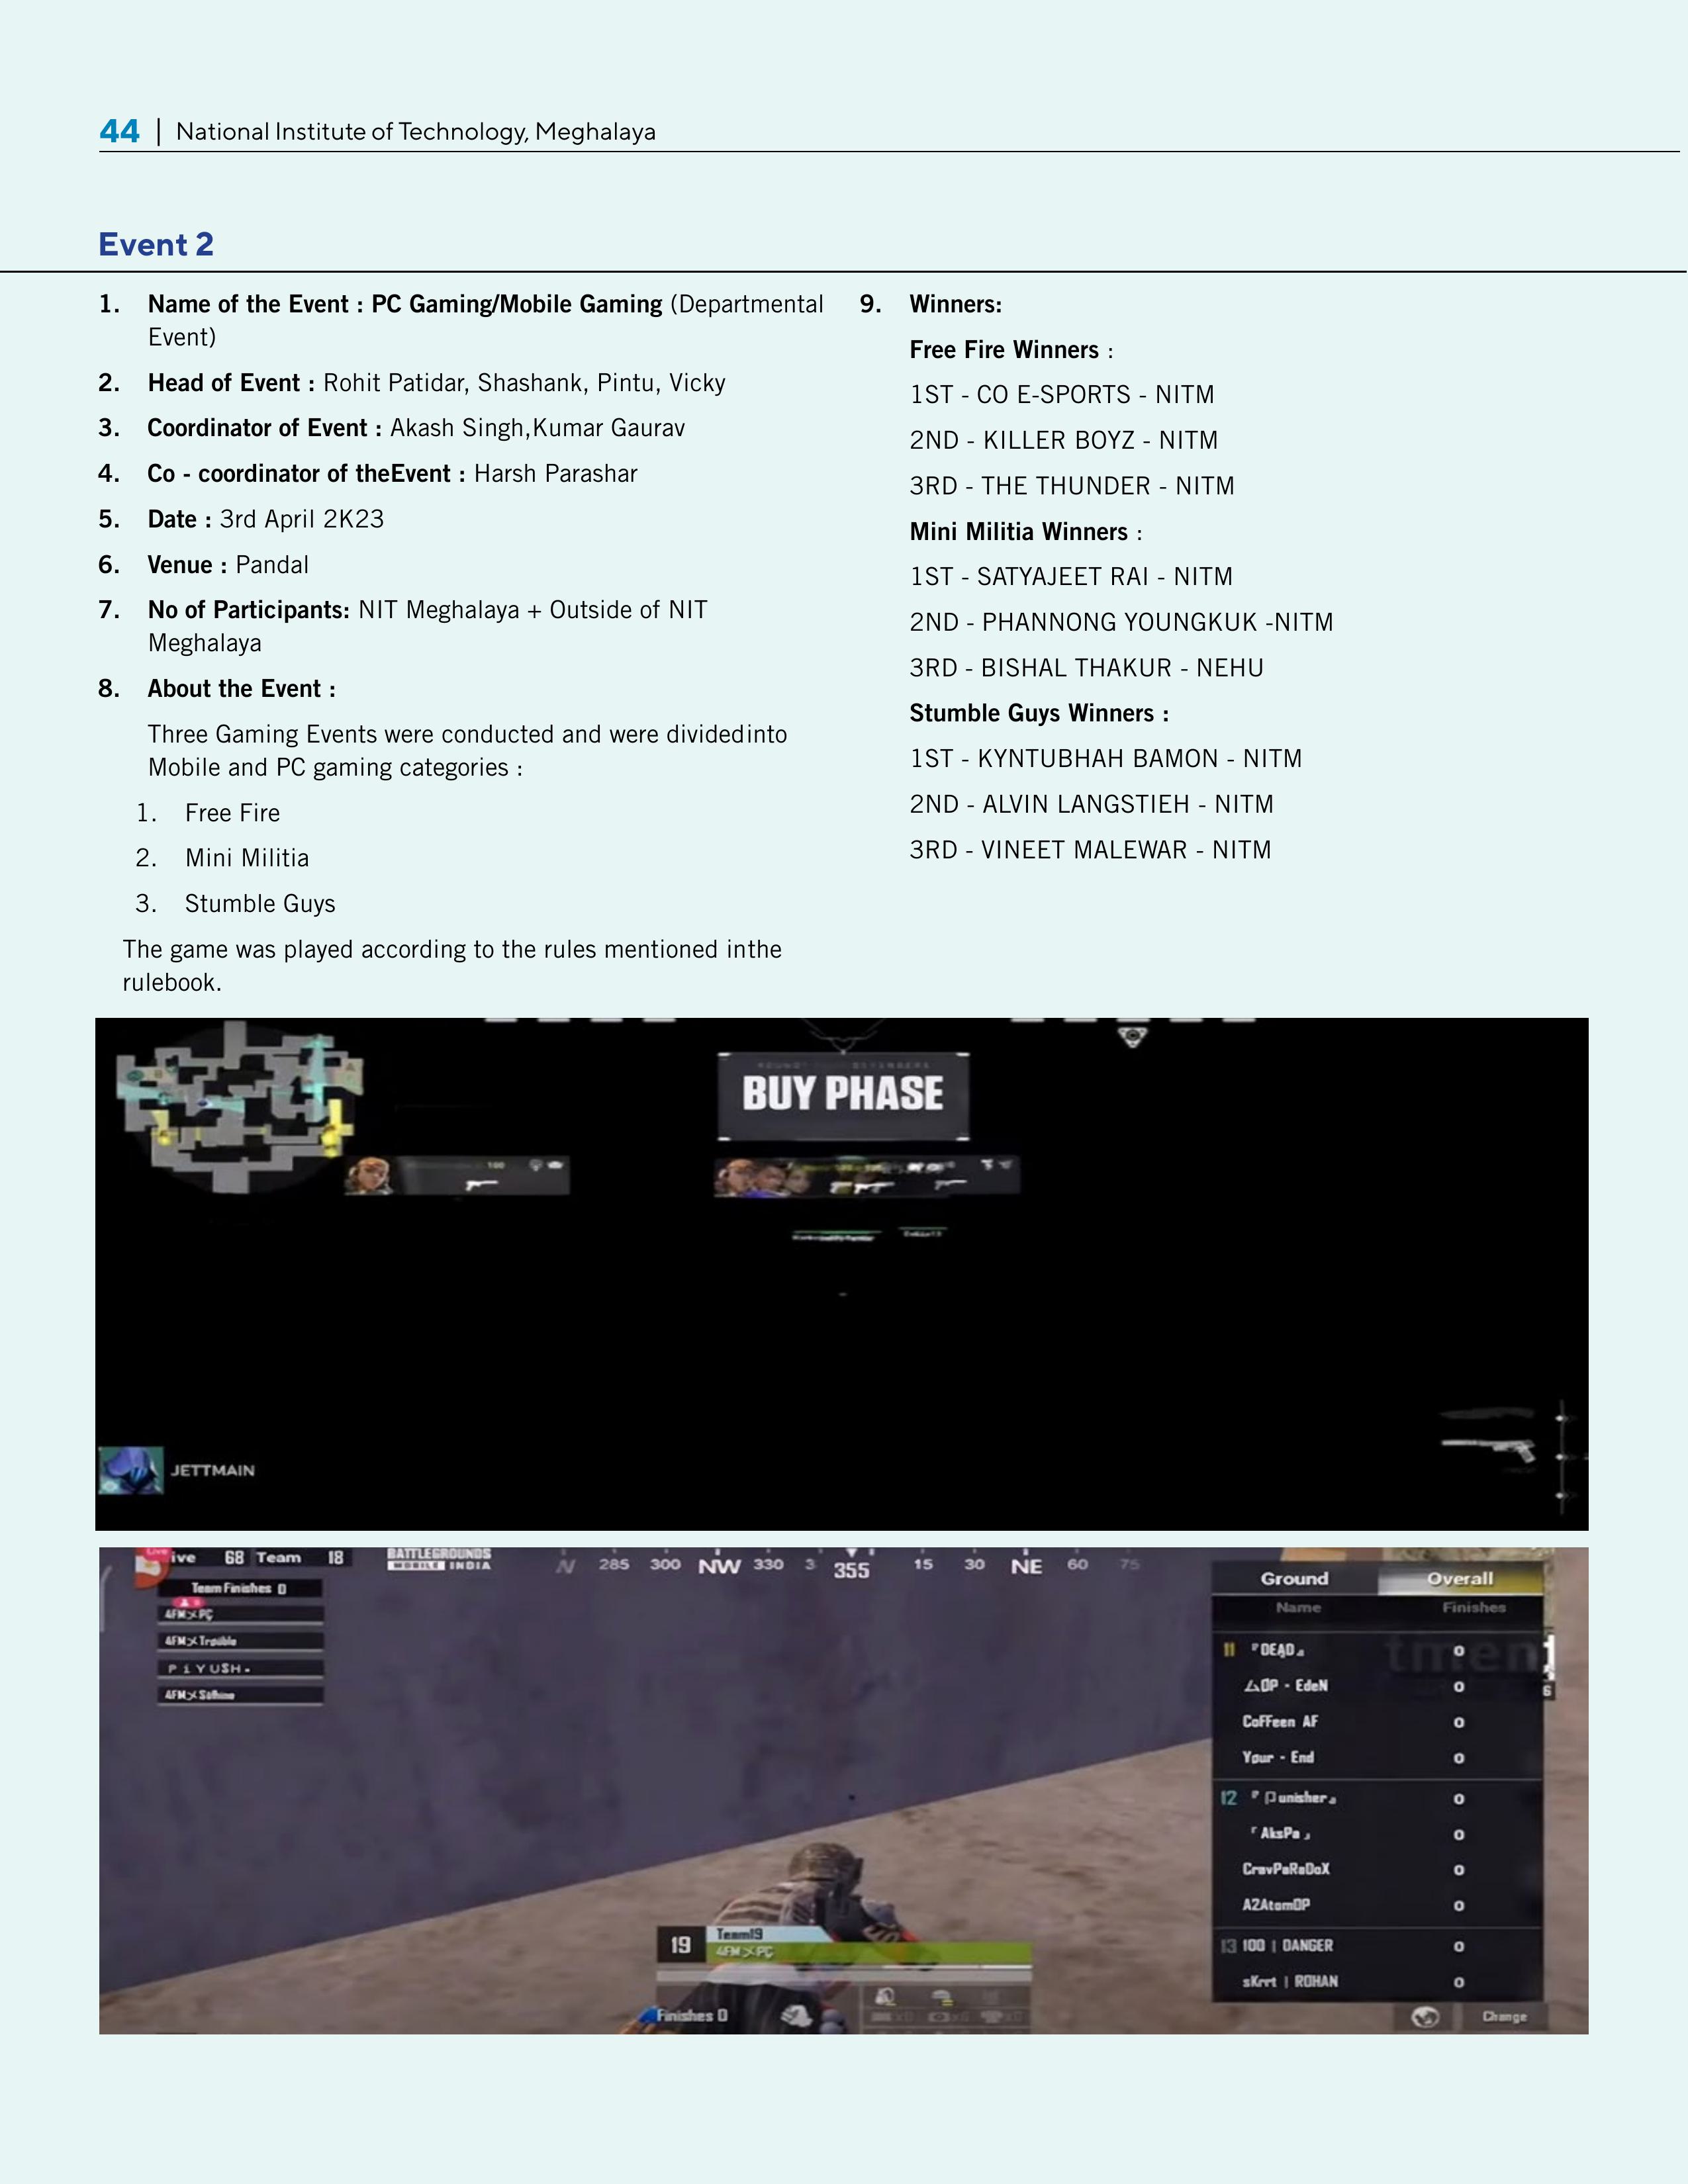 44 | National Institute of Technology, Meghalaya
Event 2
1. Name of the Event : PC Gaming/Mobile Gaming (Departmental
Event)
2. Head of Event : Rohit Patidar, Shashank, Pintu, Vicky
3. Coordinator of Event : Akash Singh,Kumar Gaurav
4. Co - coordinator of theEvent : Harsh Parashar
5. Date : 3rd April 2K23
6. Venue : Pandal
7. No of Participants: NIT Meghalaya + Outside of NIT
Meghalaya
8. About the Event :
Three Gaming Events were conducted and were dividedinto
Mobile and PC gaming categories :
1. Free Fire
2. Mini Militia
3. Stumble Guys
The game was played according to the rules mentioned inthe
rulebook.
9. Winners:
Free Fire Winners :
1ST - CO E-SPORTS - NITM
2ND - KILLER BOYZ - NITM
3RD - THE THUNDER - NITM
Mini Militia Winners :
1ST - SATYAJEET RAI - NITM
2ND - PHANNONG YOUNGKUK -NITM
3RD - BISHAL THAKUR - NEHU
Stumble Guys Winners :
1ST - KYNTUBHAH BAMON - NITM
2ND - ALVIN LANGSTIEH - NITM
3RD - VINEET MALEWAR - NITM
BUY PHASE
100
JETTMAIN
68 Team 18
BATTLEGROUNDS
MOBILE INDIA
285 300 NW 330 355 15 30 NE 60 75
Team Finishes 0
4FM PC
4FM Trouble
PiYUSH
4FM
Ground Overall
Name Finishes
11 DEAD 0
OP - EdeN 0
CoFFeen AF 0
Your - End 0
12 Punisher 0
AksPa 0
CravPaRaDoX 0
A2AtomOP 0
13 100 | DANGER 0
sKrrt | ROHAN 0
19 Team19
4FM PC
Finishes 0
Change